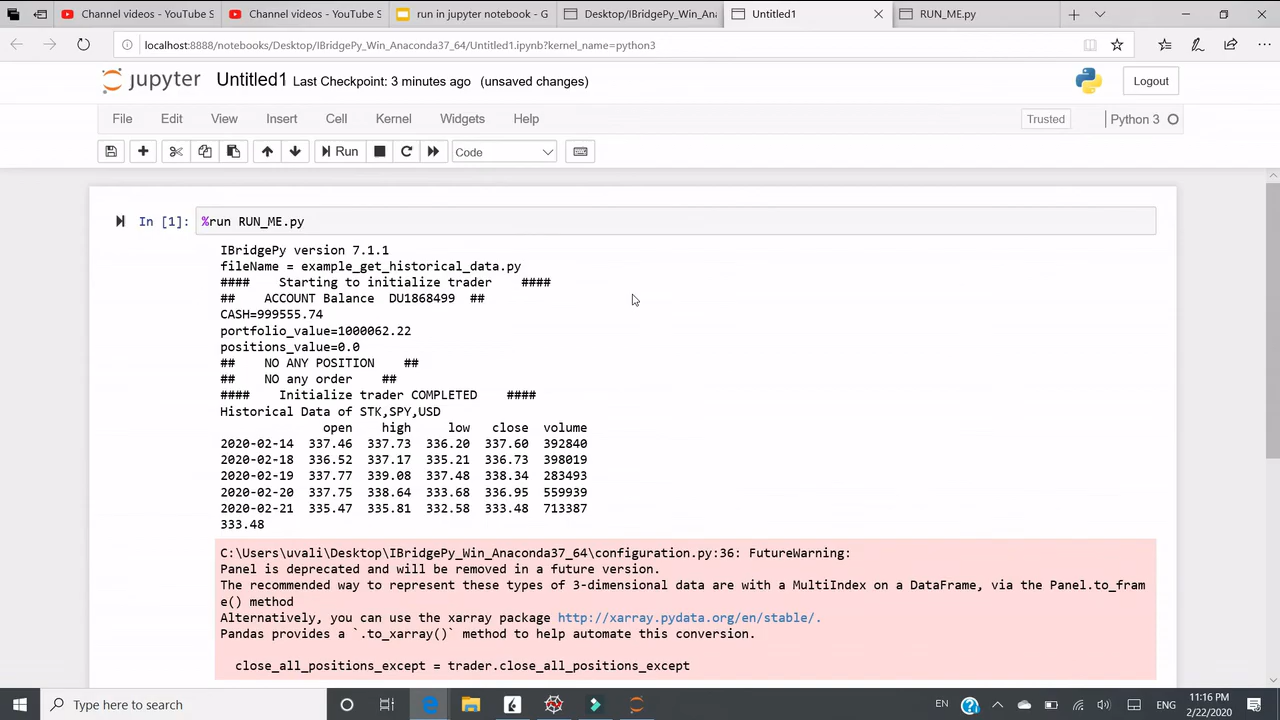 Channel videos - YouTube S
Channel videos - YouTube S
run in jupyter notebook - G
Desktop/IBridgePy_Win_An
Untitled1
RUN_ME.py
localhost:8888/notebooks/Desktop/IBridgePy_Win_Anaconda37_64/Untitled1.ipynb?kernel_name=python3
jupyter Untitled1 Last Checkpoint: 3 minutes ago (unsaved changes)
Logout
File Edit View Insert Cell Kernel Widgets Help
Trusted
Python 3
Run
Code
In [1]: %run RUN_ME.py
IBridgePy version 7.1.1
fileName = example_get_historical_data.py
#### Starting to initialize trader ####
## ACCOUNT Balance DU1868499 ##
CASH=999555.74
portfolio_value=1000062.22
positions_value=0.0
## NO ANY POSITION ##
## NO any order ##
#### Initialize trader COMPLETED ####
Historical Data of STK,SPY,USD
open high low close volume
2020-02-14 337.46 337.73 336.20 337.60 392840
2020-02-18 336.52 337.17 335.21 336.73 398019
2020-02-19 337.77 339.08 337.48 338.34 283493
2020-02-20 337.75 338.64 333.68 336.95 559939
2020-02-21 335.47 335.81 332.58 333.48 713387
333.48
C:\Users\uvali\Desktop\IBridgePy_Win_Anaconda37_64\configuration.py:36: FutureWarning:
Panel is deprecated and will be removed in a future version.
The recommended way to represent these types of 3-dimensional data are with a MultiIndex on a DataFrame, via the Panel.to_fram
e() method
Alternatively, you can use the xarray package http://xarray.pydata.org/en/stable/.
Pandas provides a `.to_xarray()` method to help automate this conversion.
close_all_positions_except = trader.close_all_positions_except
Type here to search
EN
ENG
11:16 PM
2/22/2020